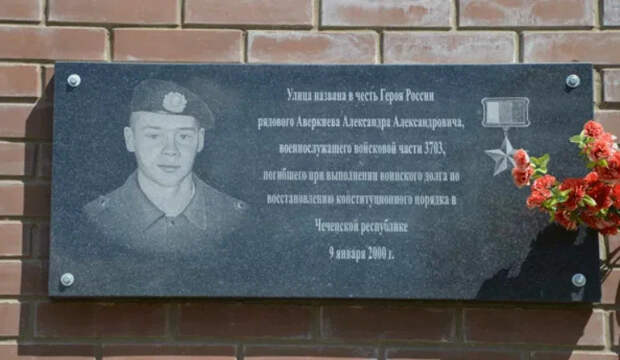 Улица названа в честь Героя России
рядового Аверкиева Александра Александровича,
военнослужащего войсковой части 3703,
погибшего при выполнении воинского долга по
восстановлению конституционного порядка в
Чеченской республике
9 января 2000 г.